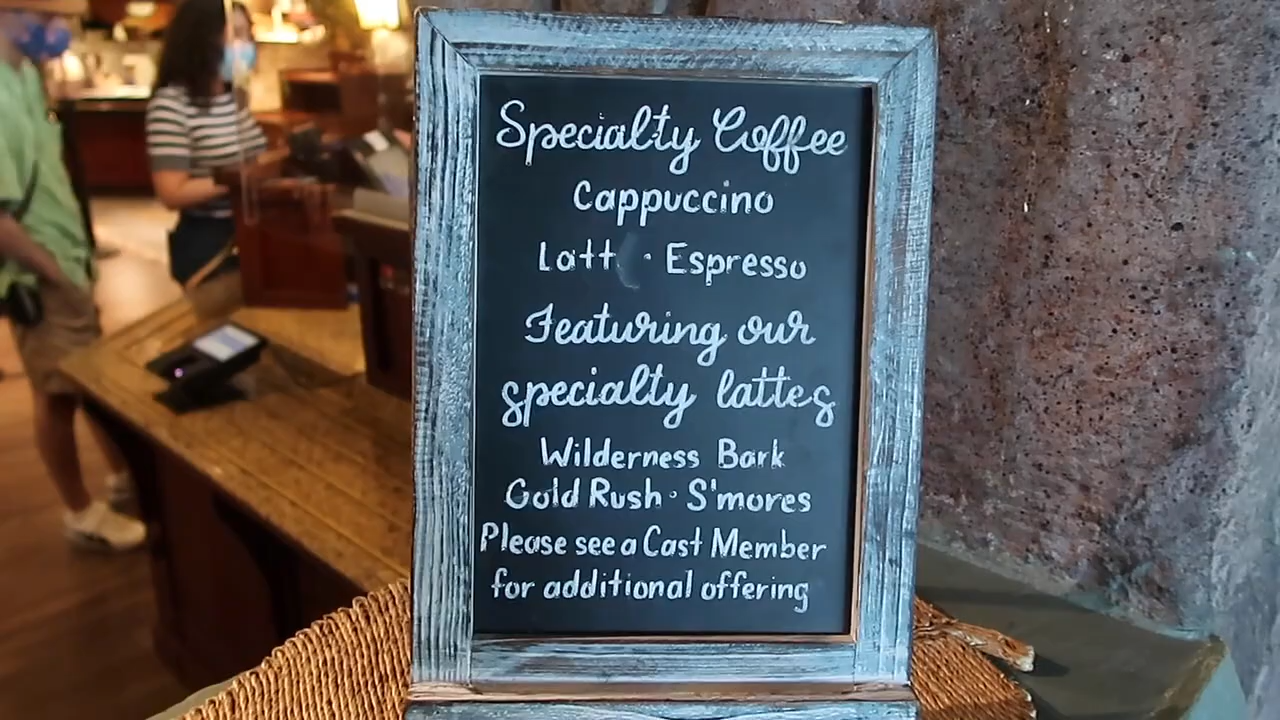 Specialty Coffee
Cappuccino
Latt · Espresso
Featuring our
specialty lattes
Wilderness Bark
Gold Rush · S'mores
Please see a Cast Member
for additional offering